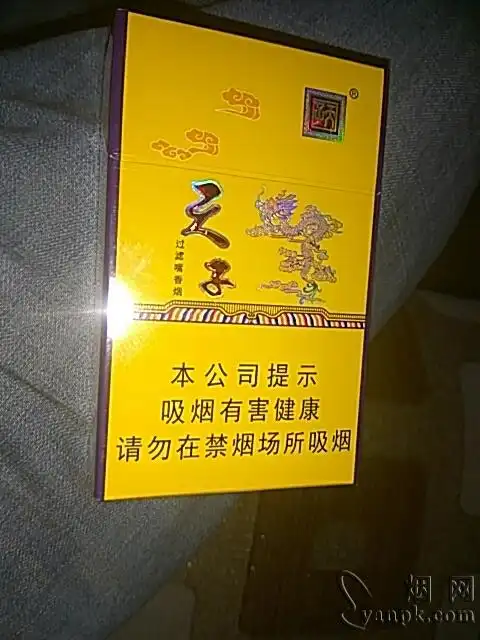 ®
天子
过滤嘴香烟
本公司提示
吸烟有害健康
请勿在禁烟场所吸烟
烟网
yanpk.com